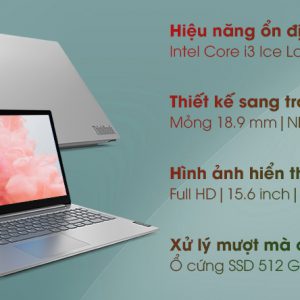 ThinkBook
Hiệu năng ổn đị
Intel Core i3 Ice La
Thiết kế sang trọ
Mỏng 18.9 mm | N
Hình ảnh hiển th
Full HD | 15.6 inch |
Xử lý mượt mà
Ổ cứng SSD 512 G